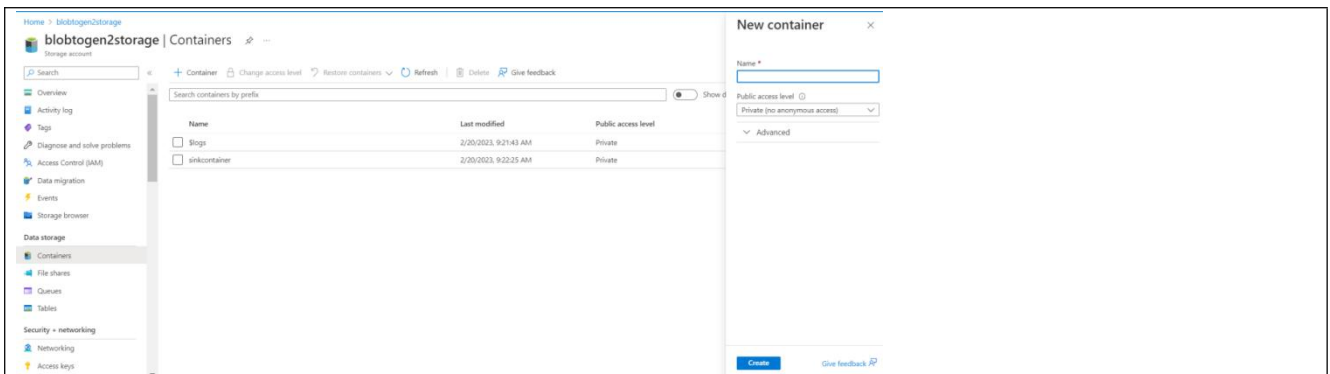 Home > blobtogen2storage
blobtogen2storage | Containers
Storage account
Search
Overview
Activity log
Tags
Diagnose and solve problems
Access Control (IAM)
Data migration
Events
Storage browser
Data storage
Containers
File shares
Queues
Tables
Security + networking
Networking
Access keys
Container Change access level Restore containers Refresh Delete Give feedback
Search containers by prefix
Show d
Name Last modified Public access level
$logs 2/20/2023, 9:21:43 AM Private
sinkcontainer 2/20/2023, 9:22:25 AM Private
New container
Name *
Public access level
Private (no anonymous access)
Advanced
Create Give feedback